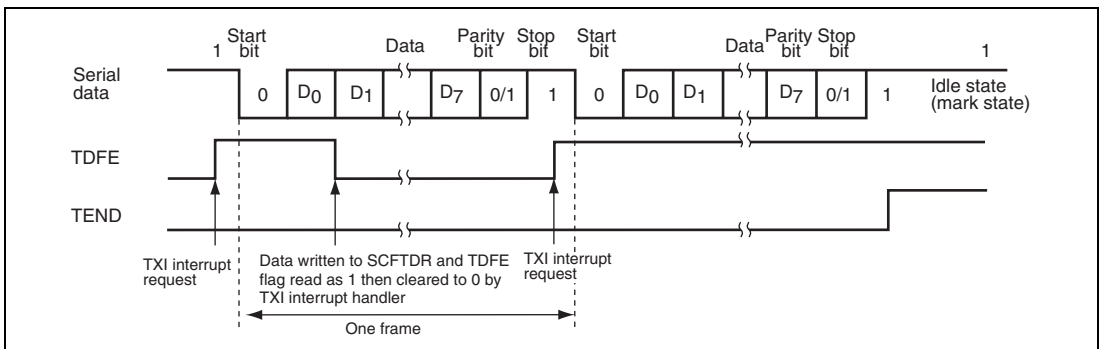 Start
bit
1
Data
Parity
bit
Stop
bit
Start
bit
Data
Parity
bit
Stop
bit
1
Serial
data
0
D0
D1
D7
0/1
1
0
D0
D1
D7
0/1
1
Idle state
(mark state)
TDFE
TEND
TXI interrupt
request
Data written to SCFTDR and TDFE
flag read as 1 then cleared to 0 by
TXI interrupt handler
TXI interrupt
request
One frame